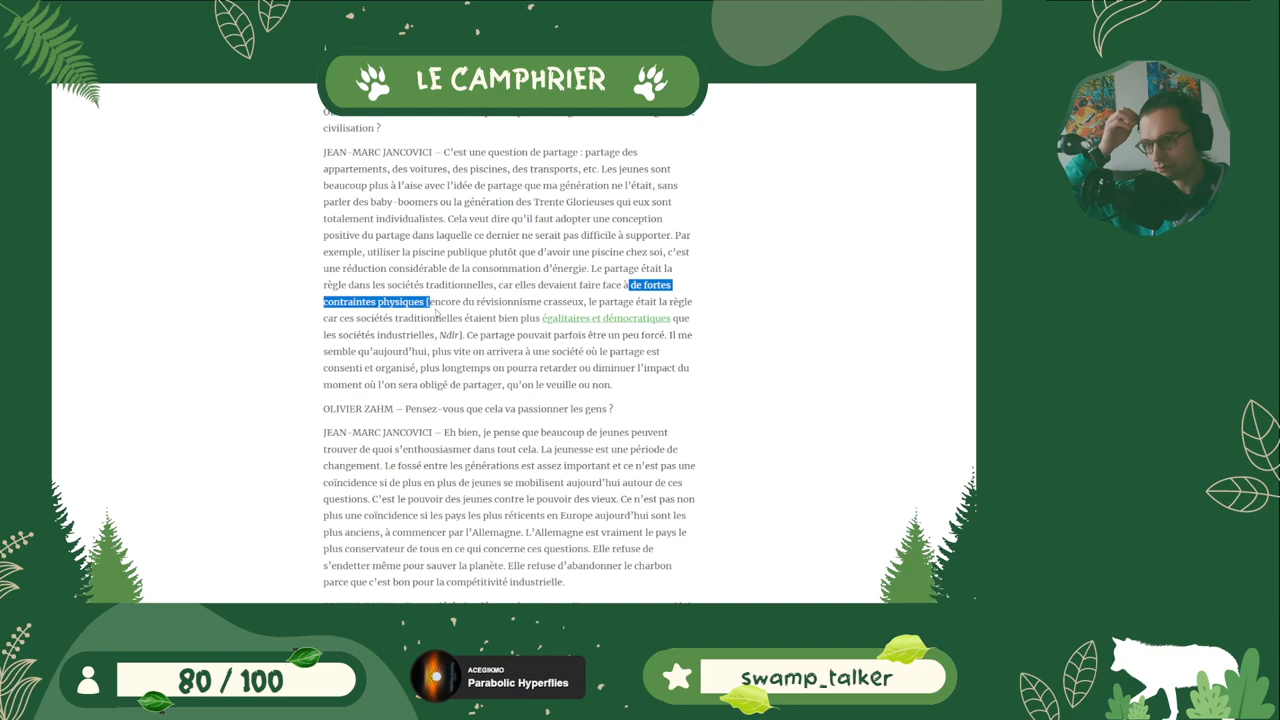 LE CAMPHRIER
civilisation ?
JEAN-MARC JANCOVICI – C'est une question de partage : partage des
appartements, des voitures, des piscines, des transports, etc. Les jeunes sont
beaucoup plus à l'aise avec l'idée de partage que ma génération ne l'était, sans
parler des baby-boomers ou la génération des Trente Glorieuses qui eux sont
totalement individualistes. Cela veut dire qu'il faut adopter une conception
positive du partage dans laquelle ce dernier ne serait pas difficile à supporter. Par
exemple, utiliser la piscine publique plutôt que d'avoir une piscine chez soi, c'est
une réduction considérable de la consommation d'énergie. Le partage était la
règle dans les sociétés traditionnelles, car elles devaient faire face à de fortes
contraintes physiques [encore du révisionnisme crasseux, le partage était la règle
car ces sociétés traditionnelles étaient bien plus égalitaires et démocratiques que
les sociétés industrielles, Ndlr]. Ce partage pouvait parfois être un peu forcé. Il me
semble qu'aujourd'hui, plus vite on arrivera à une société où le partage est
consenti et organisé, plus longtemps on pourra retarder ou diminuer l'impact du
moment où l'on sera obligé de partager, qu'on le veuille ou non.
OLIVIER ZAHM – Pensez-vous que cela va passionner les gens ?
JEAN-MARC JANCOVICI – Eh bien, je pense que beaucoup de jeunes peuvent
trouver de quoi s'enthousiasmer dans tout cela. La jeunesse est une période de
changement. Le fossé entre les générations est assez important et ce n'est pas une
coïncidence si de plus en plus de jeunes se mobilisent aujourd'hui autour de ces
questions. C'est le pouvoir des jeunes contre le pouvoir des vieux. Ce n'est pas non
plus une coïncidence si les pays les plus réticents en Europe aujourd'hui sont les
plus anciens, à commencer par l'Allemagne. L'Allemagne est vraiment le pays le
plus conservateur de tous en ce qui concerne ces questions. Elle refuse de
s'endetter même pour sauver la planète. Elle refuse d'abandonner le charbon
parce que c'est bon pour la compétitivité industrielle.
80 / 100
ACEGIKMO
Parabolic Hyperflies
swamp_talker